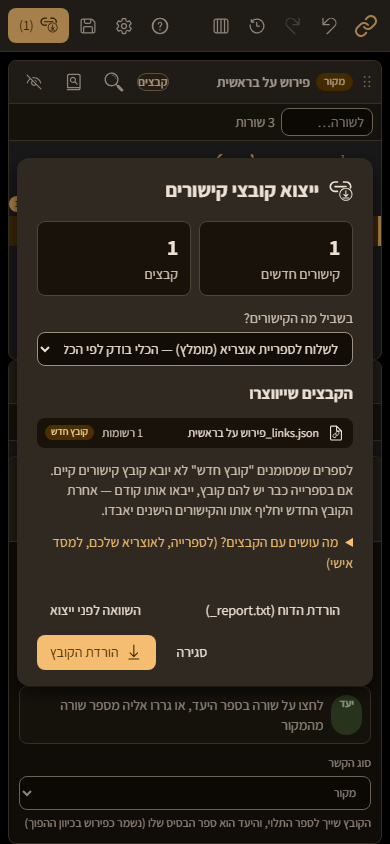 (1)
מקור
פירוש על בראשית
קבצים
לשורה…
3 שורות
ייצוא קובצי קישורים
1
קישורים חדשים
1
קבצים
בשביל מה הקישורים?
לשלוח לספריית אוצריא (מומלץ) — הכלי בודק לפי הכל
הקבצים שייווצרו
פירוש על בראשית_links.json
1 רשומות
קובץ חדש
לספרים שמסומנים "קובץ חדש" לא יובא קובץ קישורים קיים.
אם בספרייה כבר יש להם קובץ, ייבאו אותו קודם — אחרת
הקובץ החדש יחליף אותו והקישורים הישנים יאבדו.
מה עושים עם הקבצים? (לספרייה, לאוצריא שלכם, למסד
אישי)
הורדת הדוח (_report.txt)
השוואה לפני ייצוא
סגירה
הורדת הקובץ
יעד
לחצו על שורה בספר היעד, או גררו אליה מספר שורה
מהמקור
סוג הקשר
מקור
הקובץ שייך לספר התלוי, והיעד הוא ספר הבסיס שלו (נשמר כפירוש בכיוון ההפוך)